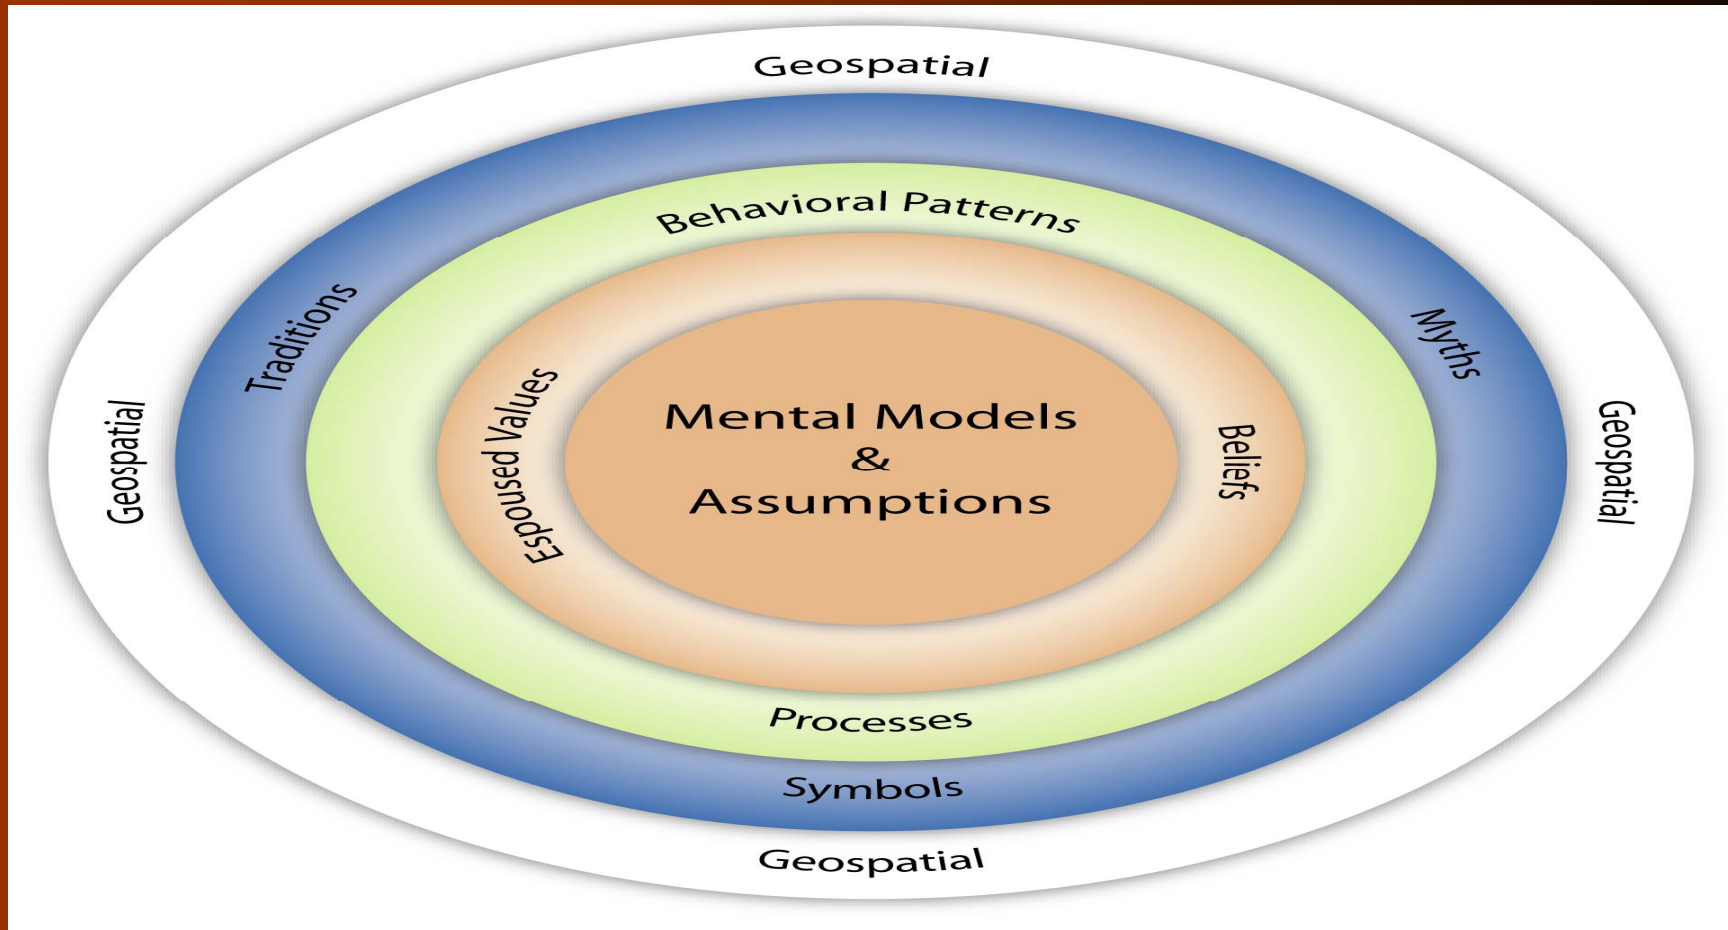 Geospatial
Behavioral Patterns
Traditions
Myths
Geospatial
Espoused Values
Mental Models
&
Assumptions
Beliefs
Geospatial
Processes
Symbols
Geospatial